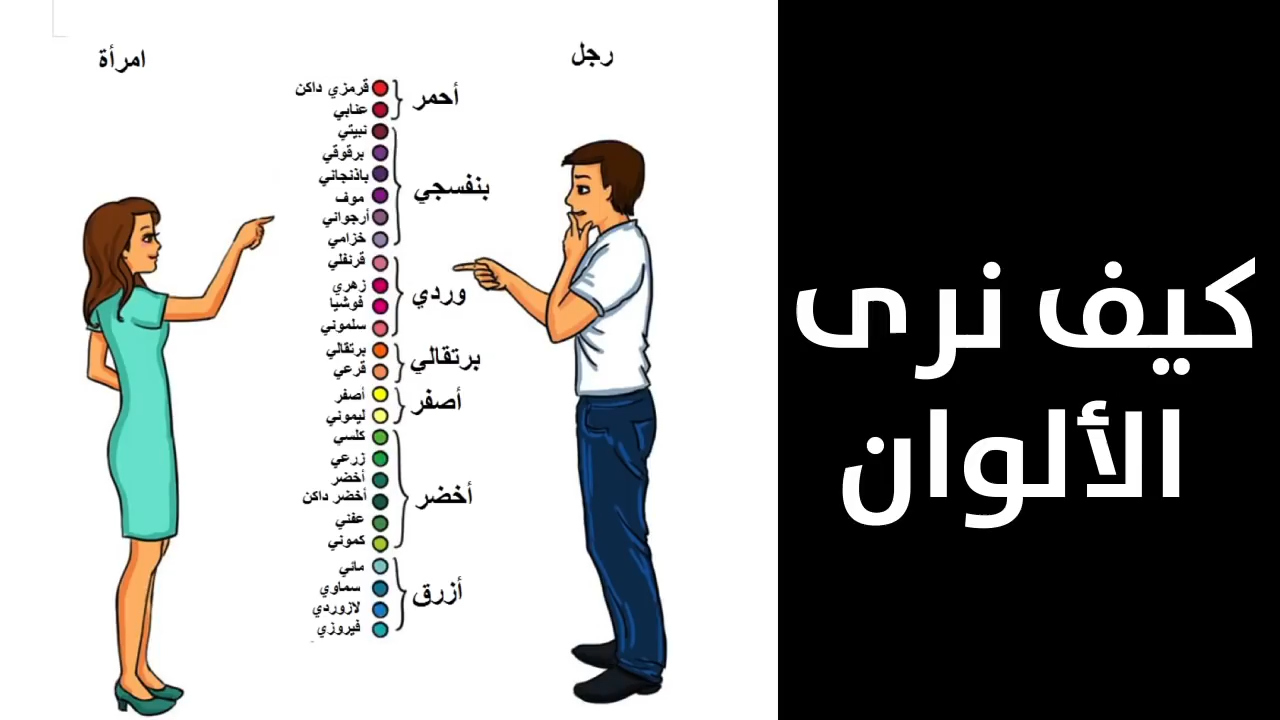 كيف نرى
الألوان
رجل
امرأة
أحمر
قرمزي داكن
عنابي
بنفسجي
نبيتي
برقوقي
باذنجاني
موف
أرجواني
خزامي
وردي
قرنفلي
زهري
فوشيا
سلموني
برتقالي
برتقالي
قرعي
أصفر
أصفر
ليموني
أخضر
كلسي
زرعي
أخضر
أخضر داكن
عفني
كموني
أزرق
مائي
سماوي
لازوردي
فيروزي